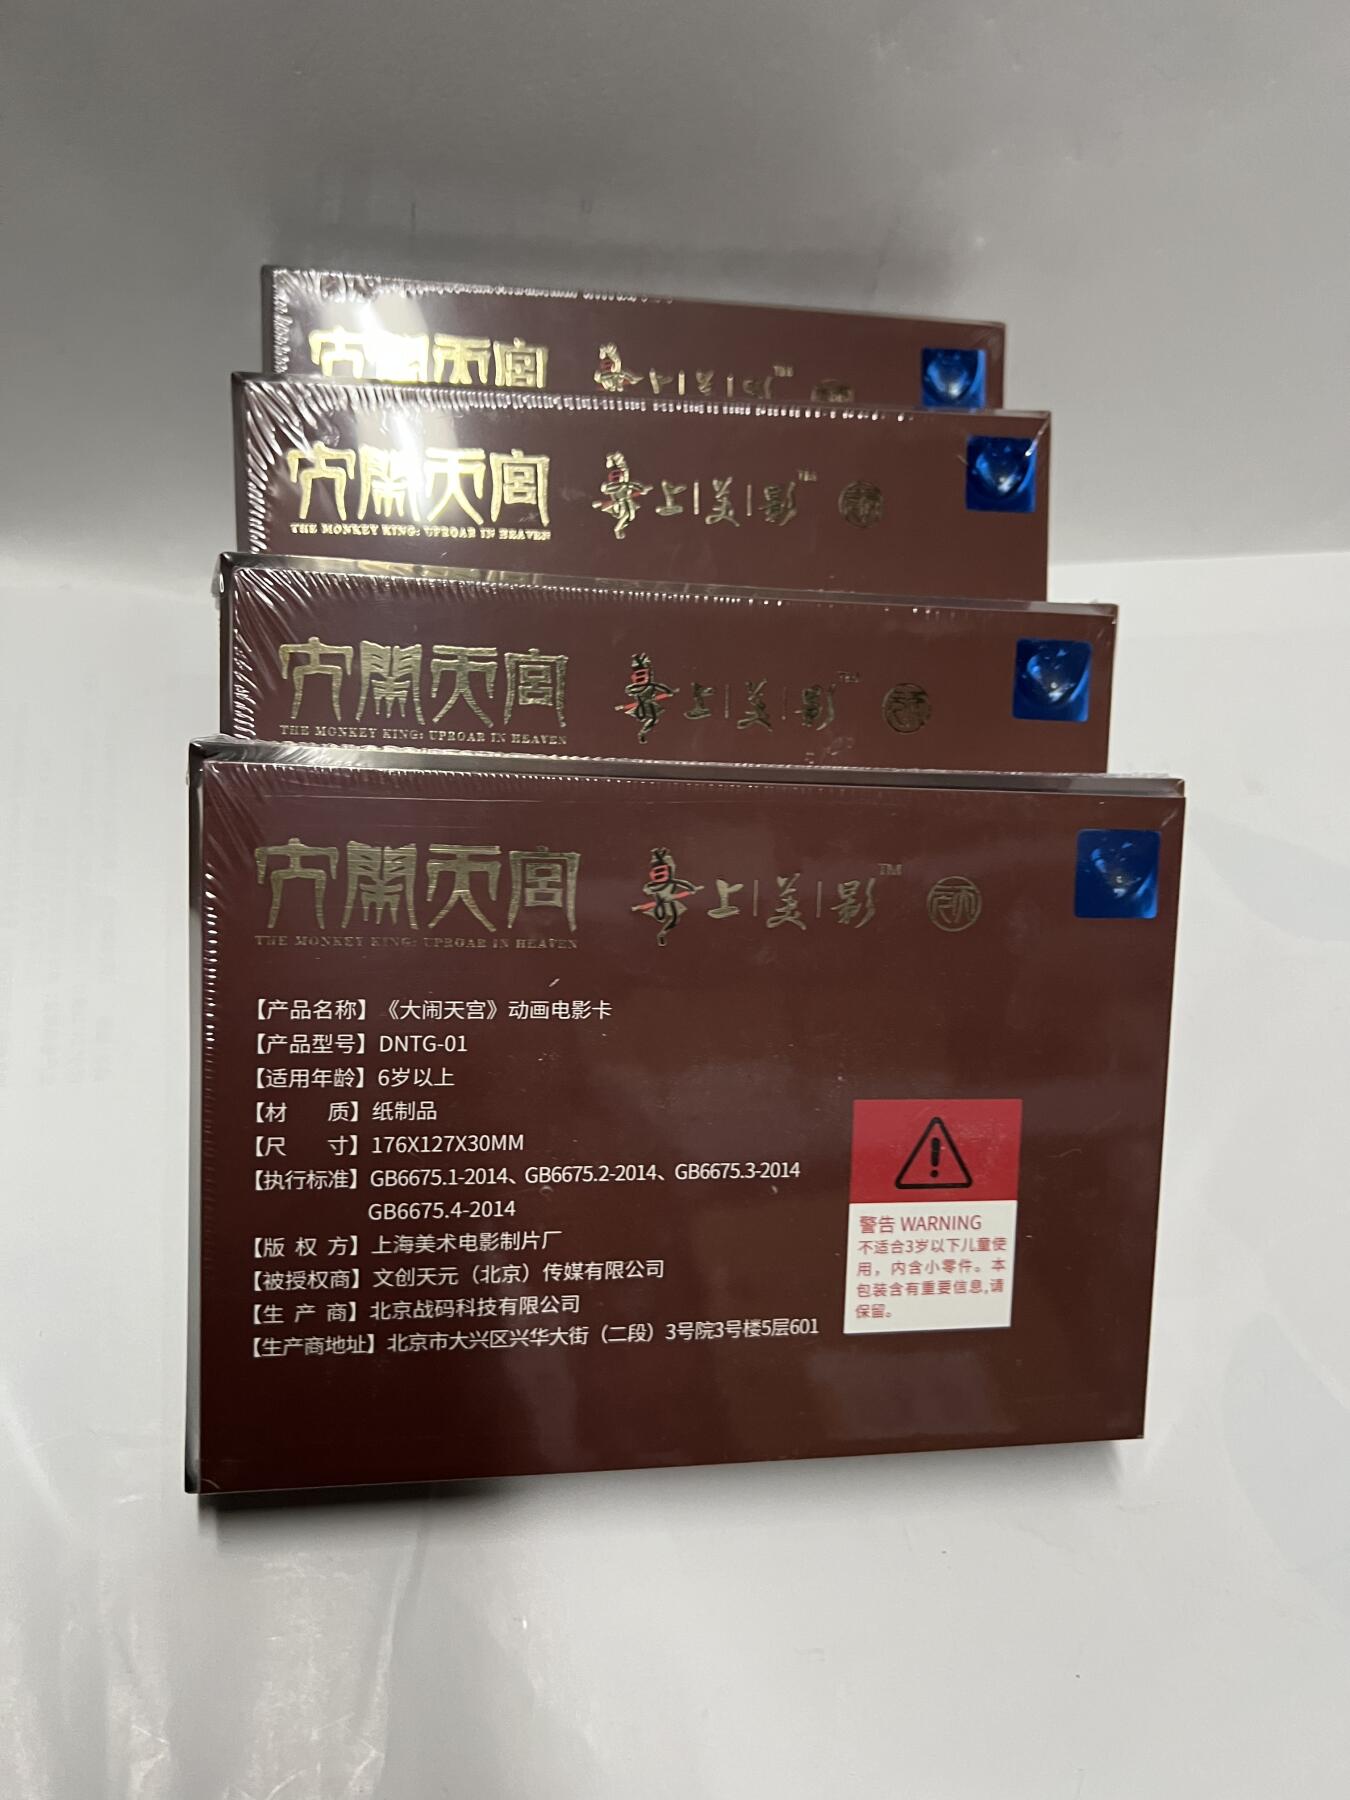 大鬧天宮
上美影
TM
大鬧天宮
THE MONKEY KING: UPROAR IN HEAVEN
上美影
TM
大鬧天宮
THE MONKEY KING: UPROAR IN HEAVEN
上美影
TM
大鬧天宮
THE MONKEY KING: UPROAR IN HEAVEN
上美影
TM
【产品名称】《大闹天宫》动画电影卡
【产品型号】DNTG-01
【适用年龄】6岁以上
【材 质】纸制品
【尺 寸】176X127X30MM
【执行标准】GB6675.1-2014、GB6675.2-2014、GB6675.3-2014
GB6675.4-2014
【版 权 方】上海美术电影制片厂
【被授权商】文创天元（北京）传媒有限公司
【生 产 商】北京战码科技有限公司
【生产商地址】北京市大兴区兴华大街（二段）3号院3号楼5层601
警告 WARNING
不适合3岁以下儿童使
用，内含小零件。本
包装含有重要信息,请
保留。